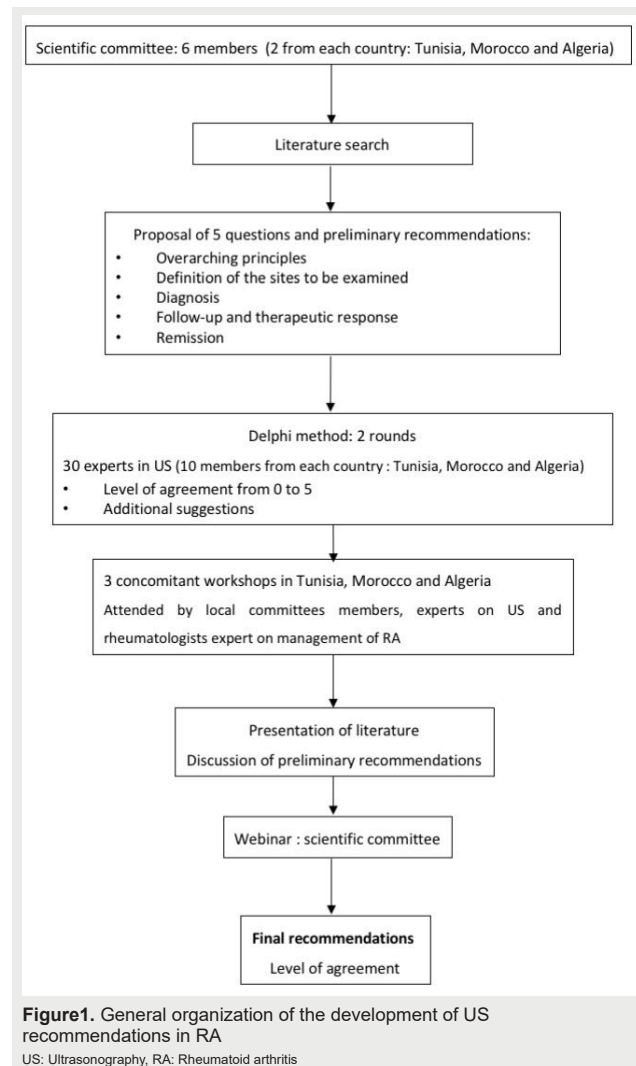 Scientific committee: 6 members (2 from each country: Tunisia, Morocco and Algeria)
Literature search
Proposal of 5 questions and preliminary recommendations:
• Overarching principles
• Definition of the sites to be examined
• Diagnosis
• Follow-up and therapeutic response
• Remission
Delphi method: 2 rounds
30 experts in US (10 members from each country : Tunisia, Morocco and Algeria)
• Level of agreement from 0 to 5
• Additional suggestions
3 concomitant workshops in Tunisia, Morocco and Algeria
Attended by local committees members, experts on US and
rheumatologists expert on management of RA
Presentation of literature
Discussion of preliminary recommendations
Webinar : scientific committee
Final recommendations
Level of agreement
Figure1. General organization of the development of US
recommendations in RA
US: Ultrasonography, RA: Rheumatoid arthritis